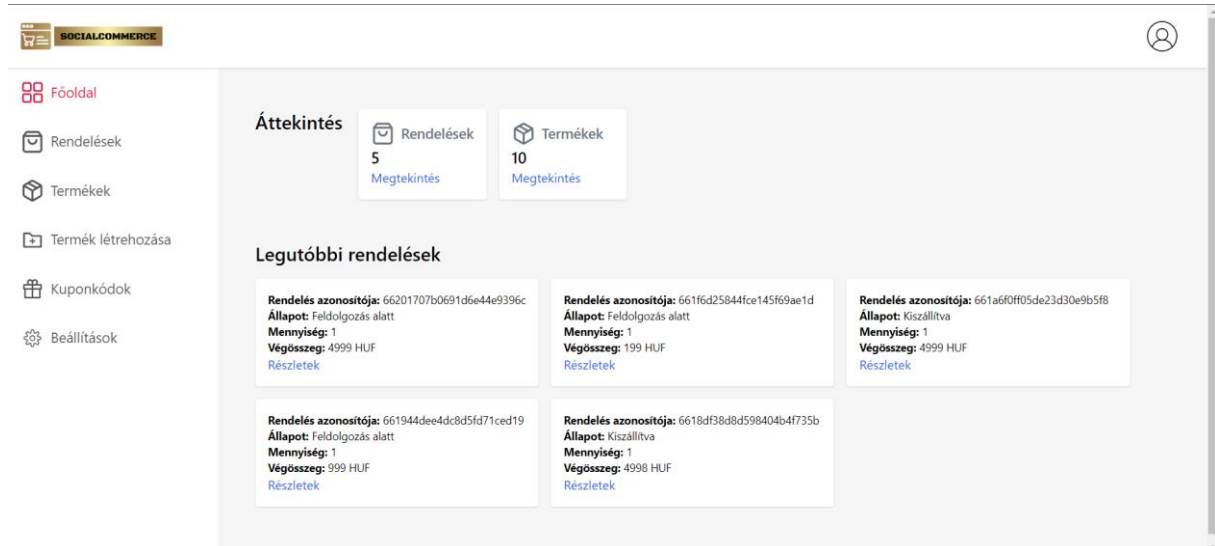 SOCIALCOMMERCE
Főoldal
Rendelések
Termékek
Termék létrehozása
Kuponkódok
Beállítások
Áttekintés
Rendelések
5
Megtekintés
Termékek
10
Megtekintés
Legutóbbi rendelések
Rendelés azonosítója: 66201707b0691d6e44e9396c
Állapot: Feldolgozás alatt
Mennyiség: 1
Végösszeg: 4999 HUF
Részletek
Rendelés azonosítója: 661f6d25844fce145f69ae1d
Állapot: Feldolgozás alatt
Mennyiség: 1
Végösszeg: 199 HUF
Részletek
Rendelés azonosítója: 661a6f0ff05de23d30e9b5f8
Állapot: Kiszállítva
Mennyiség: 1
Végösszeg: 4999 HUF
Részletek
Rendelés azonosítója: 661944dee4dc8d5fd71ced19
Állapot: Feldolgozás alatt
Mennyiség: 1
Végösszeg: 999 HUF
Részletek
Rendelés azonosítója: 6618df38d8d598404b4f735b
Állapot: Kiszállítva
Mennyiség: 1
Végösszeg: 4998 HUF
Részletek